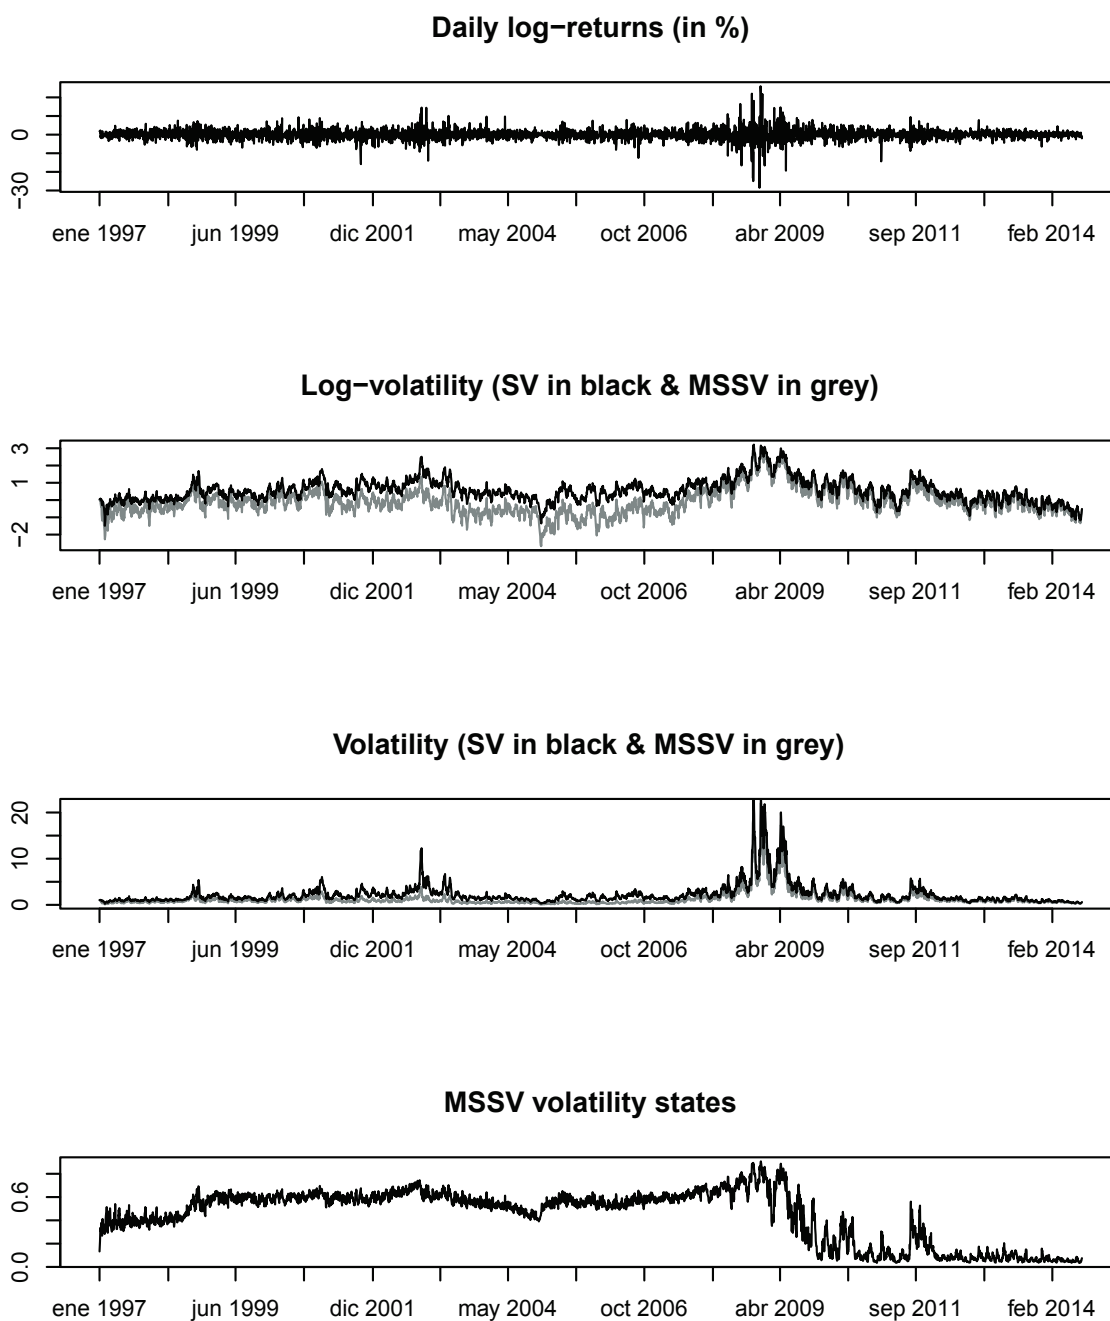 Daily log−returns (in %)
0
−30
ene 1997 jun 1999 dic 2001 may 2004 oct 2006 abr 2009 sep 2011 feb 2014
Log−volatility (SV in black & MSSV in grey)
3
1
−2
ene 1997 jun 1999 dic 2001 may 2004 oct 2006 abr 2009 sep 2011 feb 2014
Volatility (SV in black & MSSV in grey)
20
10
0
ene 1997 jun 1999 dic 2001 may 2004 oct 2006 abr 2009 sep 2011 feb 2014
MSSV volatility states
0.6
0.0
ene 1997 jun 1999 dic 2001 may 2004 oct 2006 abr 2009 sep 2011 feb 2014